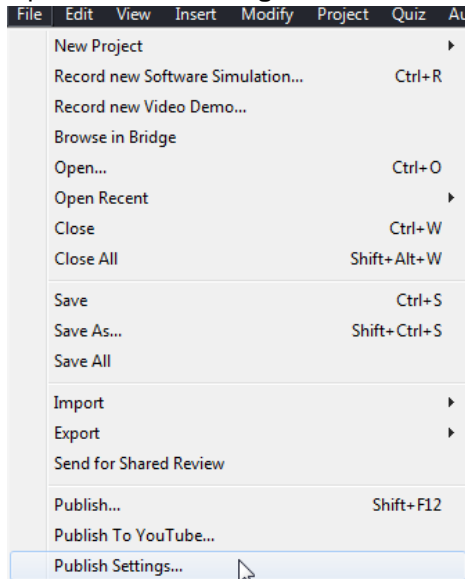 File Edit View Insert Modify Project Quiz
New Project
Record new Software Simulation... Ctrl+R
Record new Video Demo...
Browse in Bridge
Open... Ctrl+O
Open Recent
Close Ctrl+W
Close All Shift+Alt+W
Save Ctrl+S
Save As... Shift+Ctrl+S
Save All
Import
Export
Send for Shared Review
Publish... Shift+F12
Publish To YouTube...
Publish Settings...